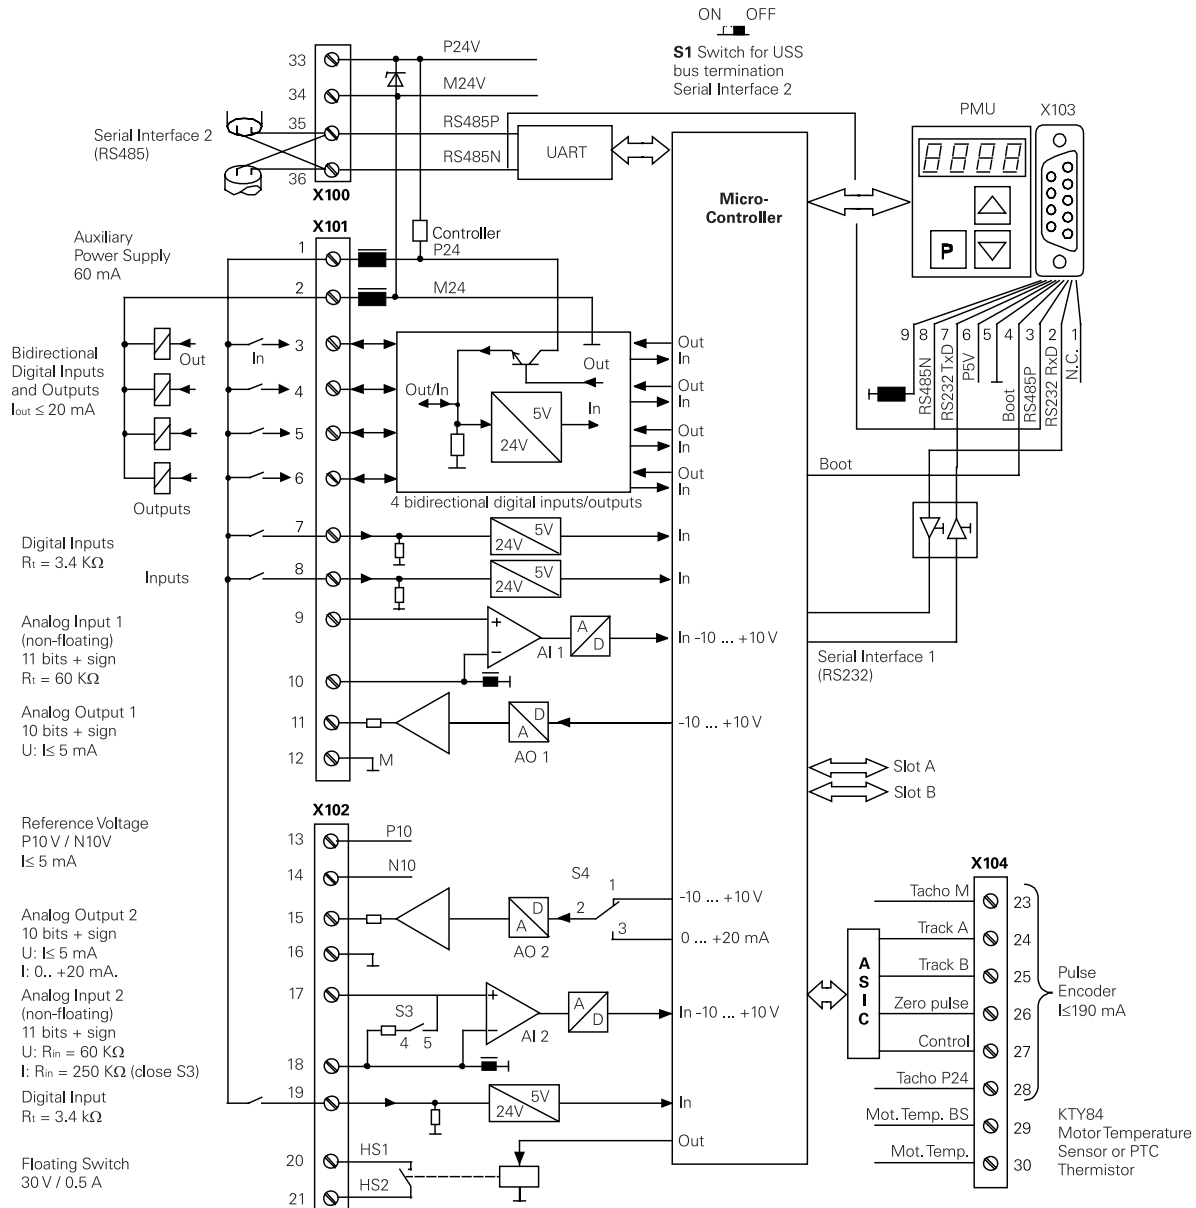 ON OFF
S1 Switch for USS
bus termination
Serial Interface 2
33
P24V
34
M24V
35
RS485P
36
RS485N
Serial Interface 2
(RS485)
X100
UART
Micro-
Controller
PMU
X103
P
X101
Auxiliary
Power Supply
60 mA
1
Controller
P24
2
M24
Bidirectional
Digital Inputs
and Outputs
Iout ≤ 20 mA
Out
In
3
4
5
6
Outputs
Out/In
Out
In
5V
24V
4 bidirectional digital inputs/outputs
Out
In
Out
In
Out
In
Out
In
9 8 7 6 5 4 3 2 1
RS485N
RS232 TxD
P5V
Boot
RS485P
RS232 RxD
N.C.
Boot
Digital Inputs
Rt = 3.4 KΩ
Inputs
7
5V
24V
In
8
5V
24V
In
Analog Input 1
(non-floating)
11 bits + sign
Rt = 60 KΩ
9
+
−
AI 1
A
D
In -10 ... +10 V
10
Serial Interface 1
(RS232)
Analog Output 1
10 bits + sign
U: I≤ 5 mA
11
D
A
AO 1
-10 ... +10 V
12
M
Slot A
Slot B
X102
Reference Voltage
P10 V / N10V
I≤ 5 mA
13
P10
14
N10
Analog Output 2
10 bits + sign
U: I≤ 5 mA
I: 0.. +20 mA.
15
D
A
AO 2
S4
1
2
3
-10 ... +10 V
0 ... +20 mA
16
Analog Input 2
(non-floating)
11 bits + sign
U: Rin = 60 KΩ
I: Rin = 250 KΩ (close S3)
17
S3
4 5
+
−
AI 2
A
D
In -10 ... +10 V
18
Digital Input
Rt = 3.4 kΩ
19
5V
24V
In
Out
Floating Switch
30 V / 0.5 A
20
HS1
21
HS2
X104
ASIC
Tacho M
23
Track A
24
Track B
25
Zero pulse
26
Control
27
Tacho P24
28
Mot. Temp. BS
29
Mot. Temp.
30
Pulse
Encoder
I≤190 mA
KTY84
Motor Temperature
Sensor or PTC
Thermistor